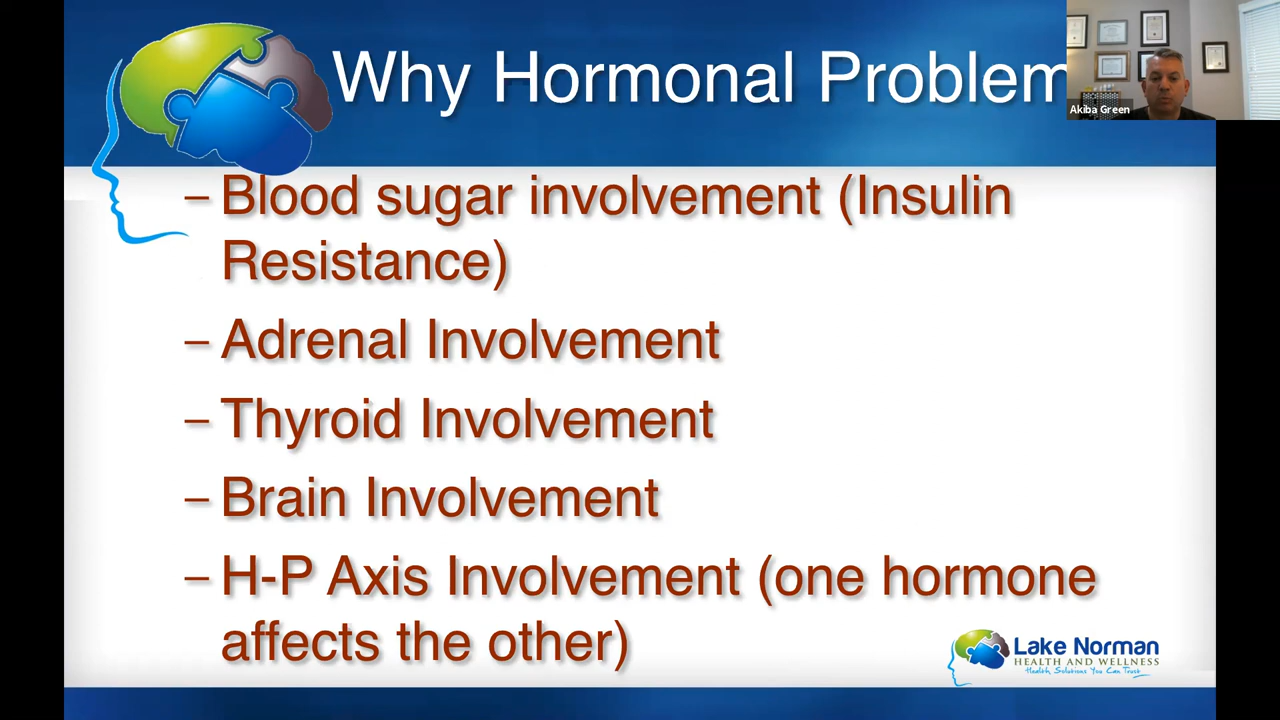 Why Hormonal Problem
Akiba Green
– Blood sugar involvement (Insulin
Resistance)
– Adrenal Involvement
– Thyroid Involvement
– Brain Involvement
– H-P Axis Involvement (one hormone
affects the other)
Lake Norman
HEALTH AND WELLNESS
Health Solutions You Can Trust